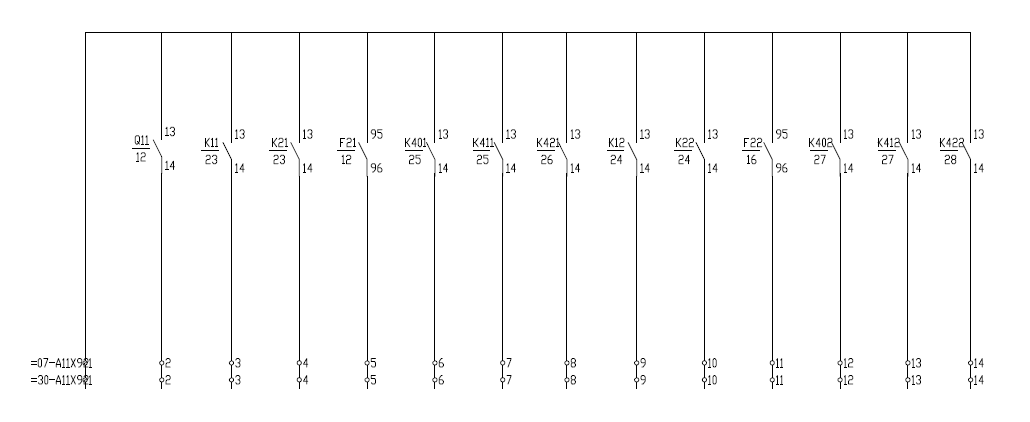 13 13 13 95 13 13 13 13 13 95 13 13 13
Q11 K11 K21 F21 K401 K411 K421 K12 K22 F22 K402 K412 K422
12 23 23 12 25 25 26 24 24 16 27 27 28
14 14 14 96 14 14 14 14 14 96 14 14 14
=07-A11X901 2 3 4 5 6 7 8 9 10 11 12 13 14
=30-A11X901 2 3 4 5 6 7 8 9 10 11 12 13 14